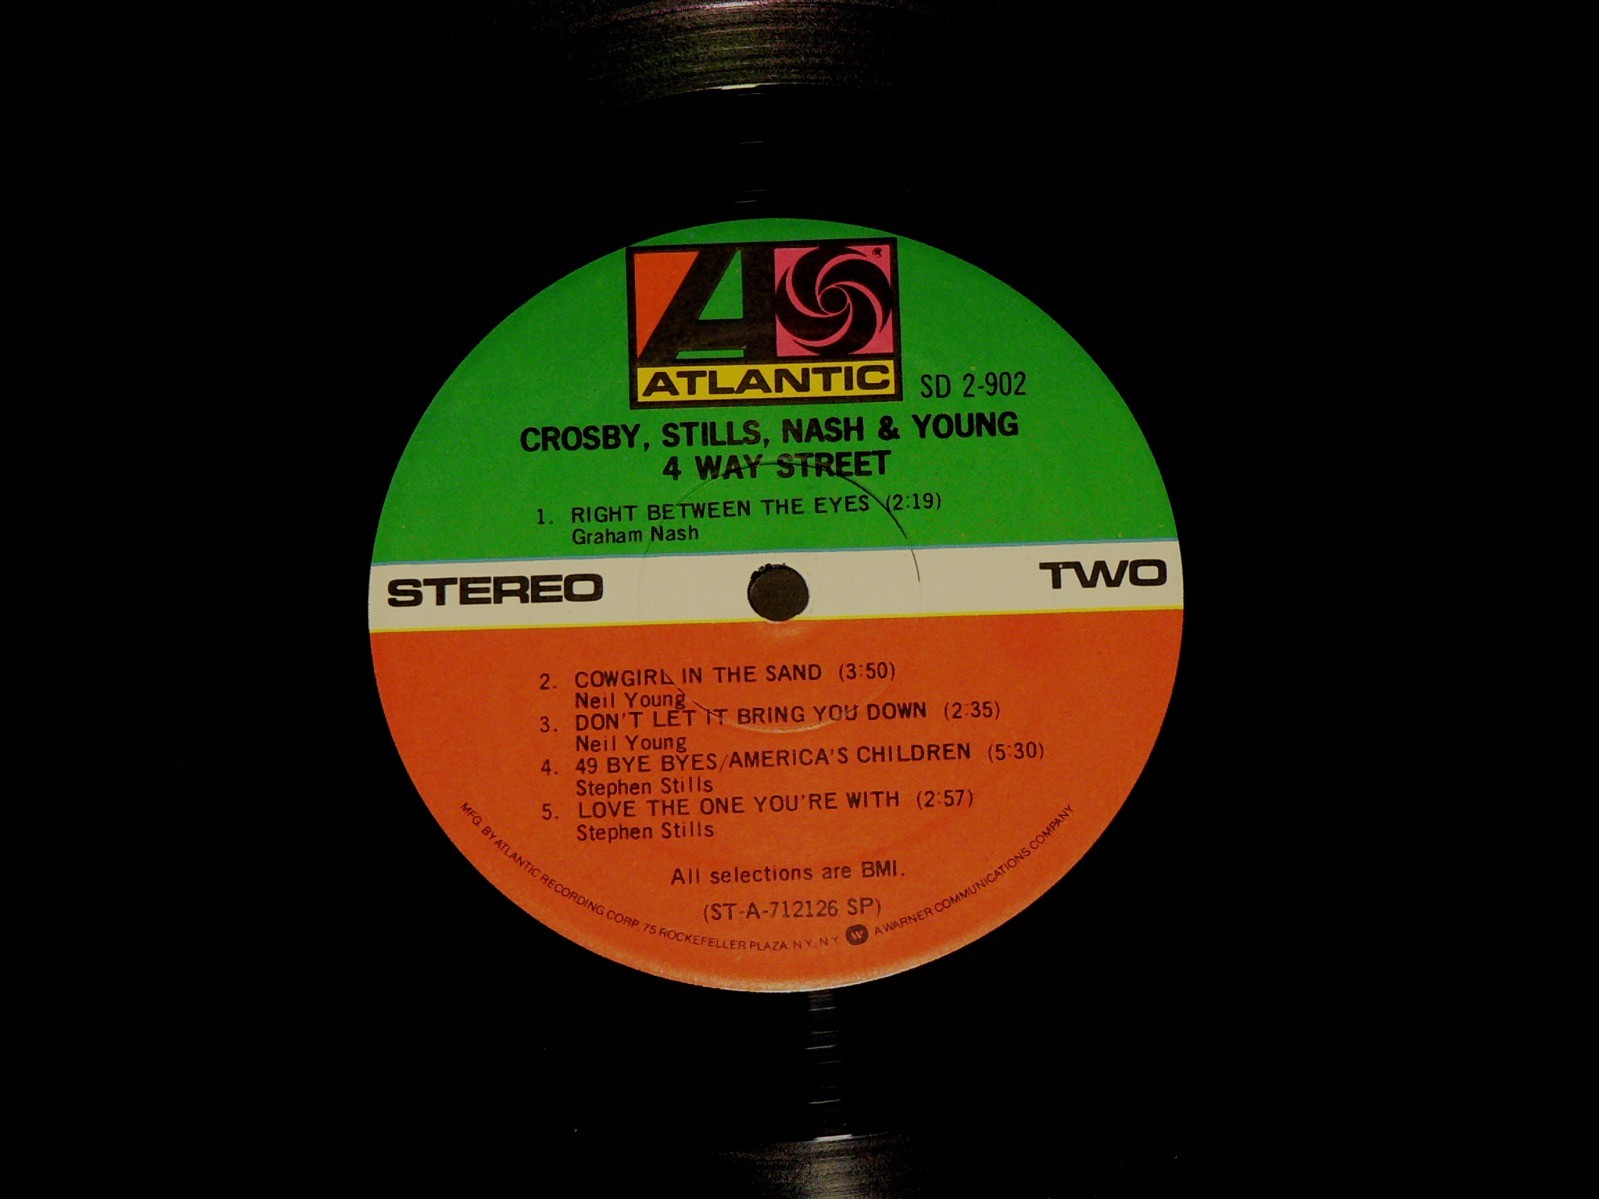 ATLANTIC
SD 2-902
CROSBY, STILLS, NASH & YOUNG
4 WAY STREET
1. RIGHT BETWEEN THE EYES (2:19)
Graham Nash
STEREO
TWO
2. COWGIRL IN THE SAND (3:50)
Neil Young
3. DON'T LET IT BRING YOU DOWN (2:35)
Neil Young
4. 49 BYE BYES/AMERICA'S CHILDREN (5:30)
Stephen Stills
5. LOVE THE ONE YOU'RE WITH (2:57)
Stephen Stills
All selections are BMI.
(ST-A-712126 SP)
MFG. BY ATLANTIC RECORDING CORP. 75 ROCKEFELLER PLAZA, N.Y., N.Y. W A WARNER COMMUNICATIONS COMPANY